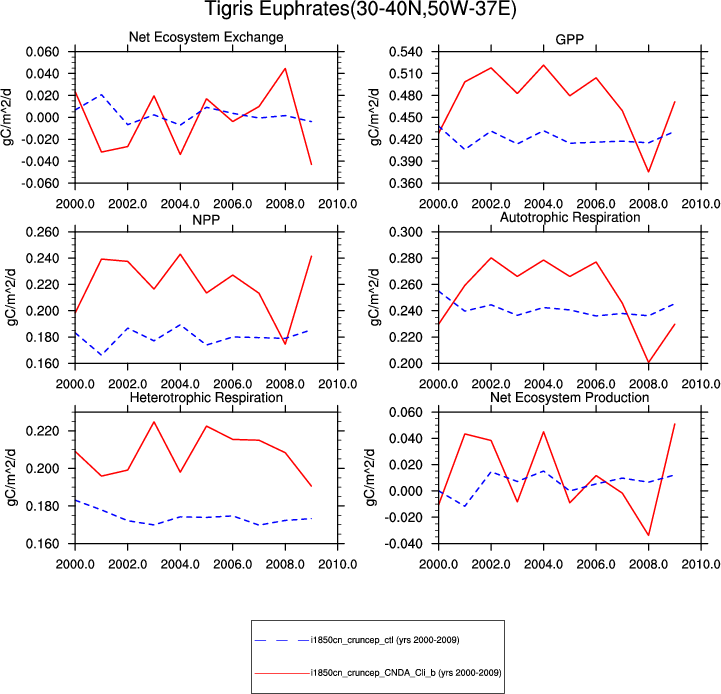 Tigris Euphrates(30-40N,50W-37E)
Net Ecosystem Exchange
gC/m^2/d
0.060
0.040
0.020
0.000
-0.020
-0.040
-0.060
2000.0 2002.0 2004.0 2006.0 2008.0 2010.0
GPP
gC/m^2/d
0.540
0.510
0.480
0.450
0.420
0.390
0.360
2000.0 2002.0 2004.0 2006.0 2008.0 2010.0
NPP
gC/m^2/d
0.260
0.240
0.220
0.200
0.180
0.160
2000.0 2002.0 2004.0 2006.0 2008.0 2010.0
Autotrophic Respiration
gC/m^2/d
0.300
0.280
0.260
0.240
0.220
0.200
2000.0 2002.0 2004.0 2006.0 2008.0 2010.0
Heterotrophic Respiration
gC/m^2/d
0.220
0.200
0.180
0.160
2000.0 2002.0 2004.0 2006.0 2008.0 2010.0
Net Ecosystem Production
gC/m^2/d
0.060
0.040
0.020
0.000
-0.020
-0.040
2000.0 2002.0 2004.0 2006.0 2008.0 2010.0
i1850cn_cruncep_ctl (yrs 2000-2009)
i1850cn_cruncep_CNDA_Cli_b (yrs 2000-2009)